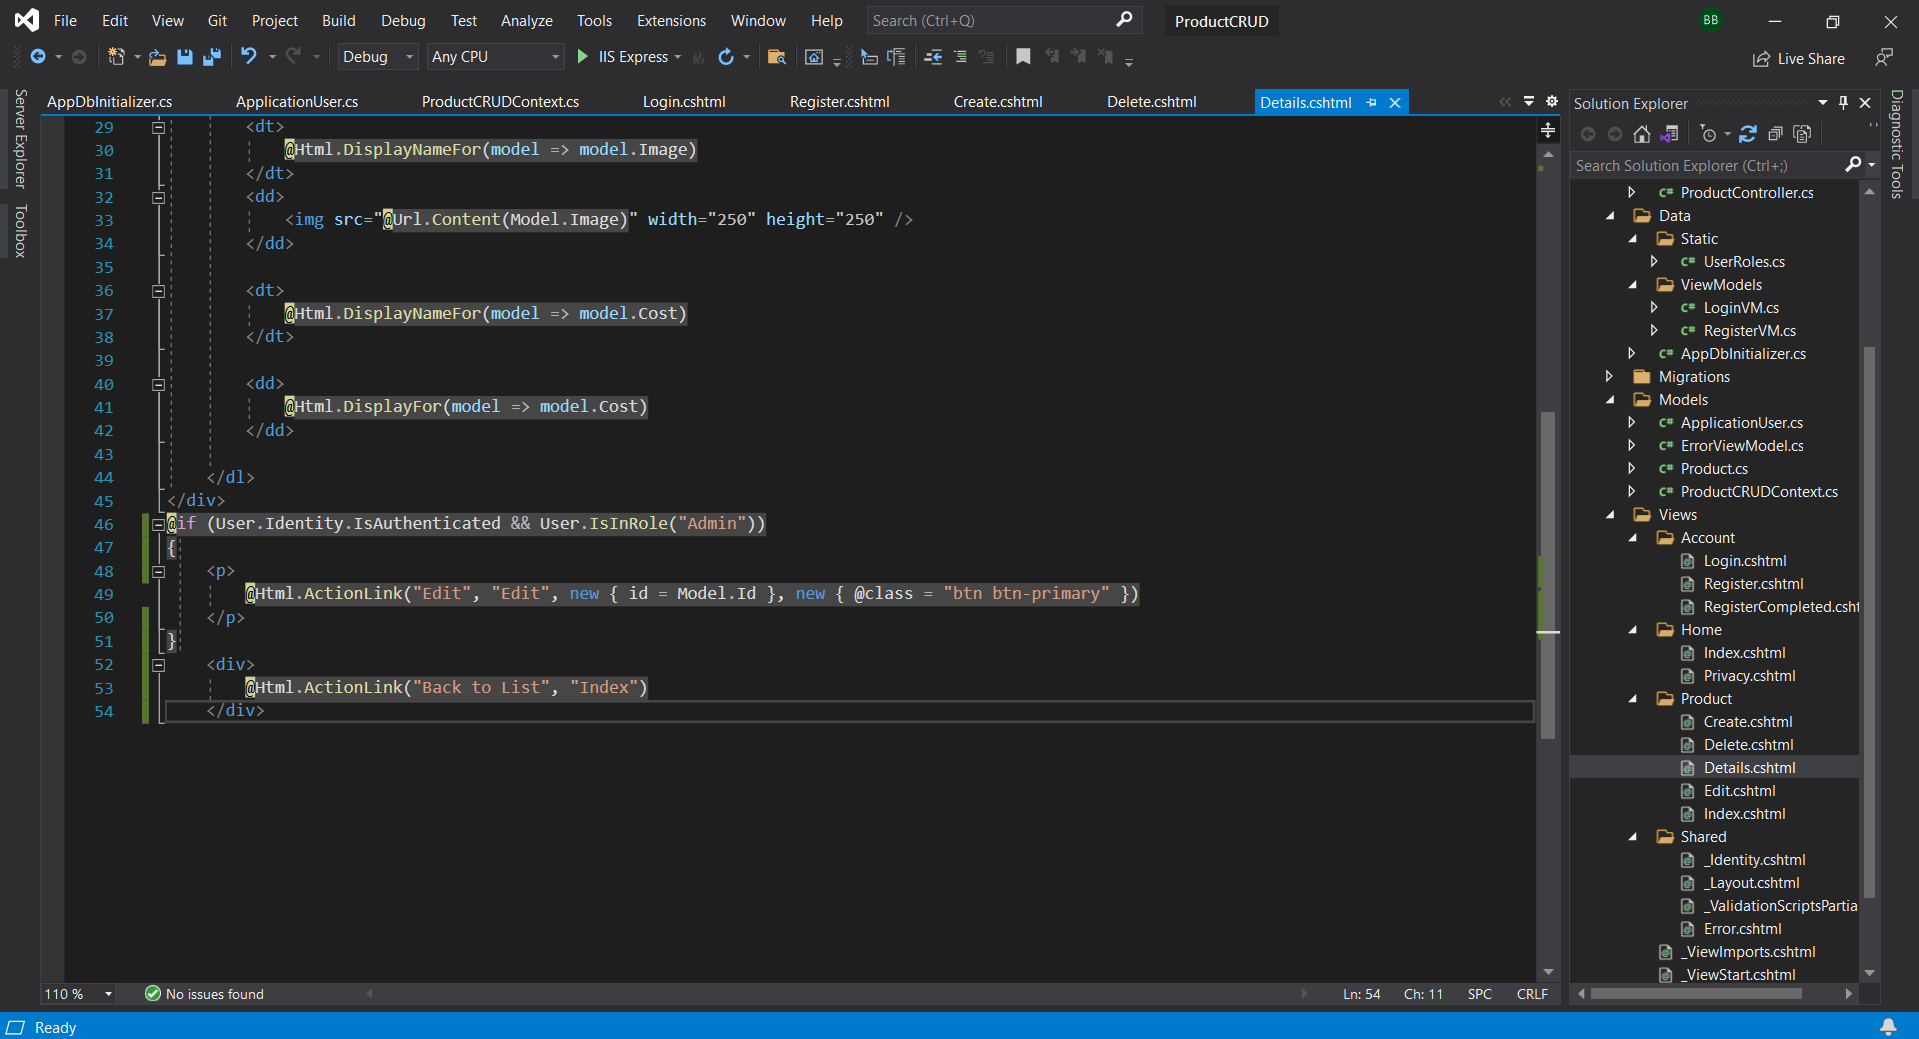 File Edit View Git Project Build Debug Test Analyze Tools Extensions Window Help Search (Ctrl+Q) ProductCRUD BB
Debug Any CPU IIS Express Live Share
AppDbInitializer.cs ApplicationUser.cs ProductCRUDContext.cs Login.cshtml Register.cshtml Create.cshtml Delete.cshtml Details.cshtml
Server Explorer
Toolbox
29 <dt>
30 @Html.DisplayNameFor(model => model.Image)
31 </dt>
32 <dd>
33 <img src="@Url.Content(Model.Image)" width="250" height="250" />
34 </dd>
35
36 <dt>
37 @Html.DisplayNameFor(model => model.Cost)
38 </dt>
39
40 <dd>
41 @Html.DisplayFor(model => model.Cost)
42 </dd>
43
44 </dl>
45 </div>
46 @if (User.Identity.IsAuthenticated && User.IsInRole("Admin"))
47 {
48 <p>
49 @Html.ActionLink("Edit", "Edit", new { id = Model.Id }, new { @class = "btn btn-primary" })
50 </p>
51 }
52 <div>
53 @Html.ActionLink("Back to List", "Index")
54 </div>
110 % No issues found Ln: 54 Ch: 11 SPC CRLF
Solution Explorer
Search Solution Explorer (Ctrl+;)
C# ProductController.cs
Data
Static
C# UserRoles.cs
ViewModels
C# LoginVM.cs
C# RegisterVM.cs
C# AppDbInitializer.cs
Migrations
Models
C# ApplicationUser.cs
C# ErrorViewModel.cs
C# Product.cs
C# ProductCRUDContext.cs
Views
Account
Login.cshtml
Register.cshtml
RegisterCompleted.csht
Home
Index.cshtml
Privacy.cshtml
Product
Create.cshtml
Delete.cshtml
Details.cshtml
Edit.cshtml
Index.cshtml
Shared
_Identity.cshtml
_Layout.cshtml
_ValidationScriptsPartia
Error.cshtml
_ViewImports.cshtml
_ViewStart.cshtml
Diagnostic Tools
Ready